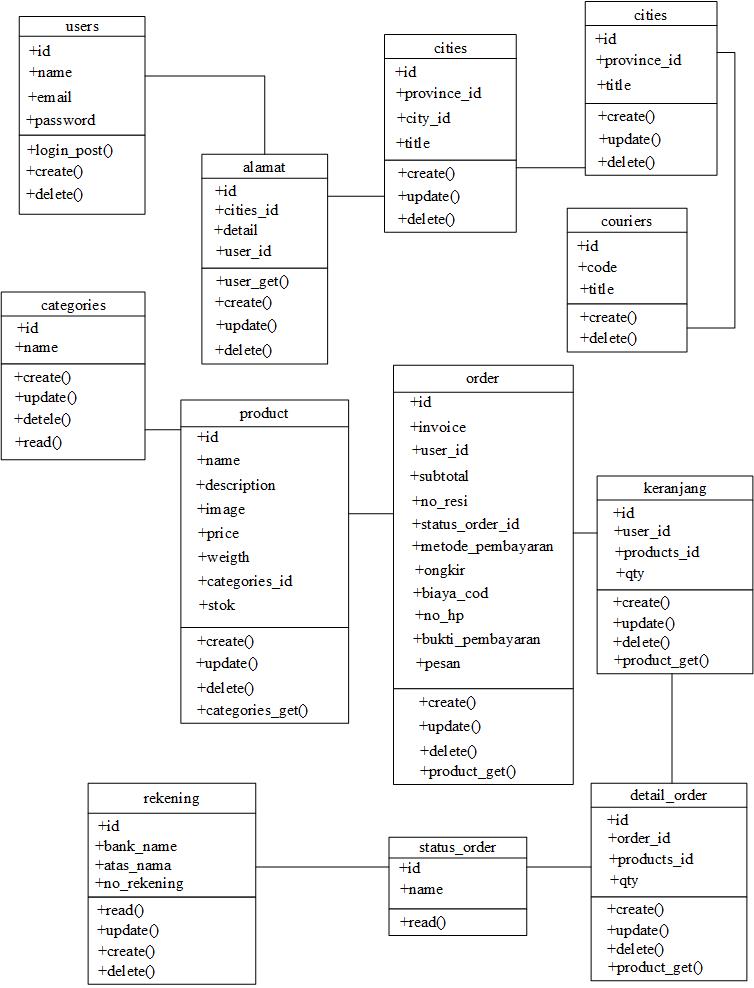 users
+id
+name
+email
+password
+login_post()
+create()
+delete()
cities
+id
+province_id
+city_id
+title
+create()
+update()
+delete()
cities
+id
+province_id
+title
+create()
+update()
+delete()
alamat
+id
+cities_id
+detail
+user_id
+user_get()
+create()
+update()
+delete()
couriers
+id
+code
+title
+create()
+delete()
categories
+id
+name
+create()
+update()
+detele()
+read()
product
+id
+name
+description
+image
+price
+weigth
+categories_id
+stok
+create()
+update()
+delete()
+categories_get()
order
+id
+invoice
+user_id
+subtotal
+no_resi
+status_order_id
+metode_pembayaran
+ongkir
+biaya_cod
+no_hp
+bukti_pembayaran
+pesan
+create()
+update()
+delete()
+product_get()
keranjang
+id
+user_id
+products_id
+qty
+create()
+update()
+delete()
+product_get()
rekening
+id
+bank_name
+atas_nama
+no_rekening
+read()
+update()
+create()
+delete()
status_order
+id
+name
+read()
detail_order
+id
+order_id
+products_id
+qty
+create()
+update()
+delete()
+product_get()